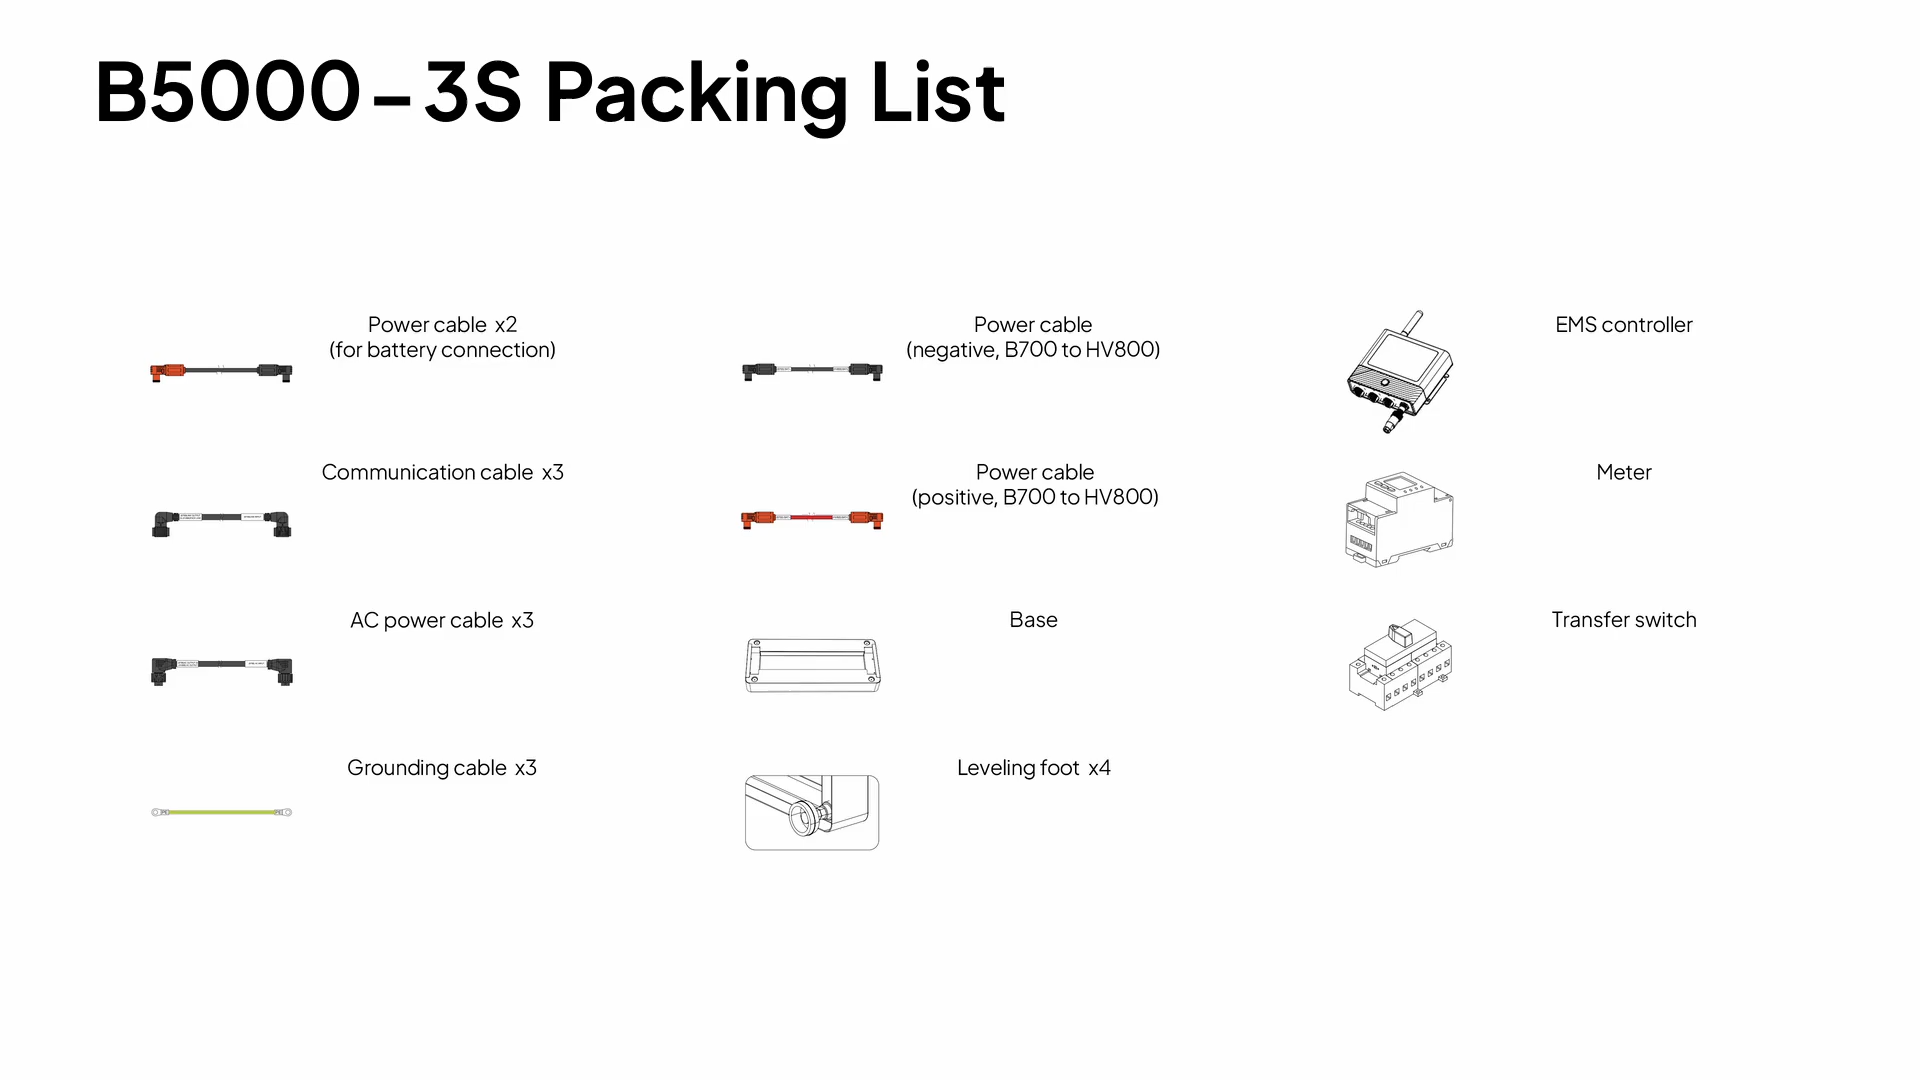 B5000-3S Packing List
Power cable x2
(for battery connection)
Communication cable x3
AC power cable x3
Grounding cable x3
Power cable
(negative, B700 to HV800)
Power cable
(positive, B700 to HV800)
Base
Leveling foot x4
EMS controller
Meter
Transfer switch